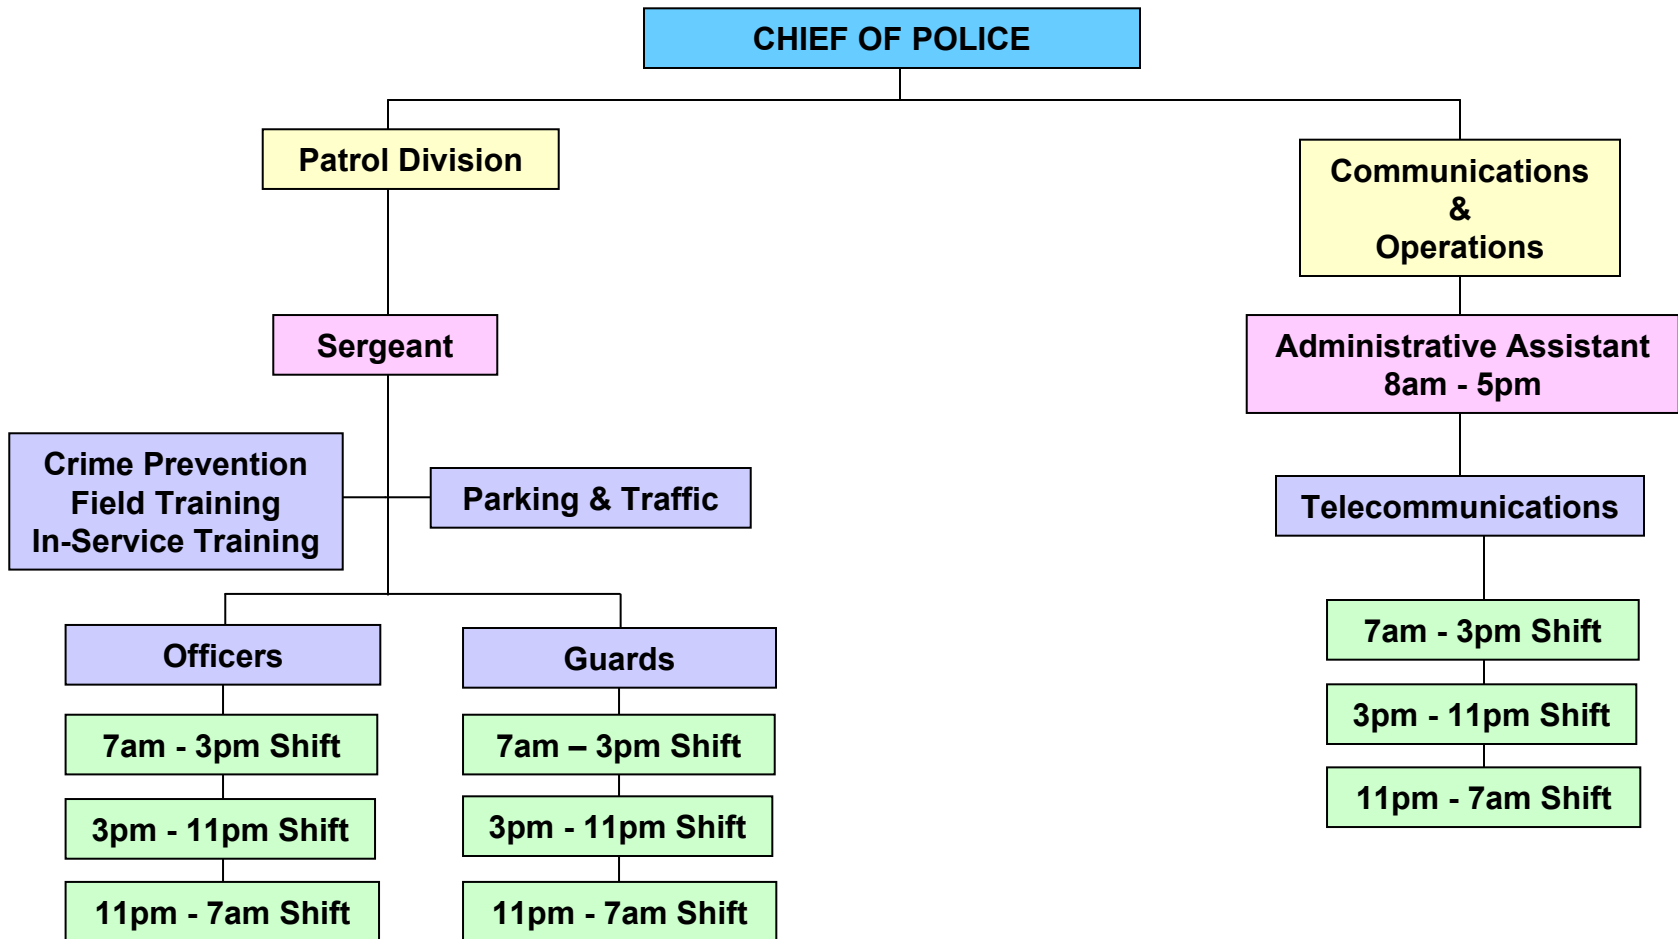 CHIEF OF POLICE
Patrol Division
Communications
&
Operations
Sergeant
Administrative Assistant
8am - 5pm
Crime Prevention
Field Training
In-Service Training
Parking & Traffic
Telecommunications
Officers
7am - 3pm Shift
3pm - 11pm Shift
11pm - 7am Shift
Guards
7am – 3pm Shift
3pm - 11pm Shift
11pm - 7am Shift
7am - 3pm Shift
3pm - 11pm Shift
11pm - 7am Shift